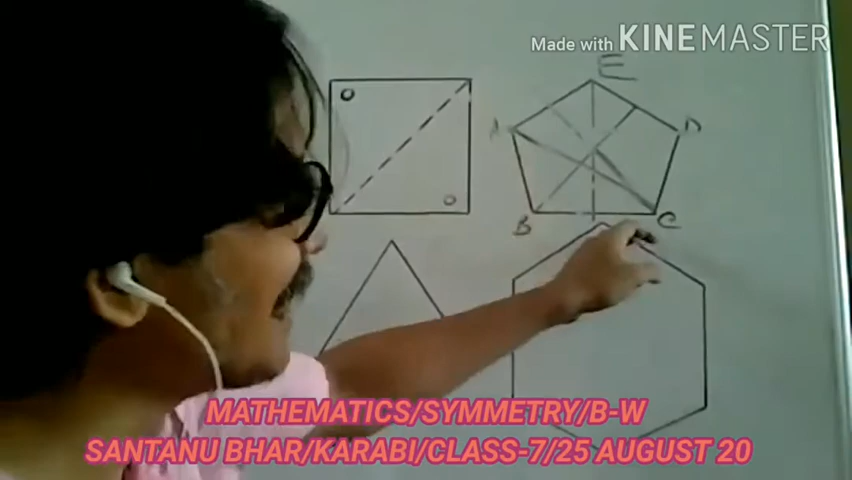 Made with KINEMASTER
E
A D
B C
MATHEMATICS/SYMMETRY/B-W
SANTANU BHAR/KARABI/CLASS-7/25 AUGUST 20